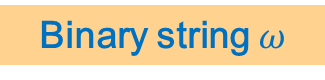 Binary string ω